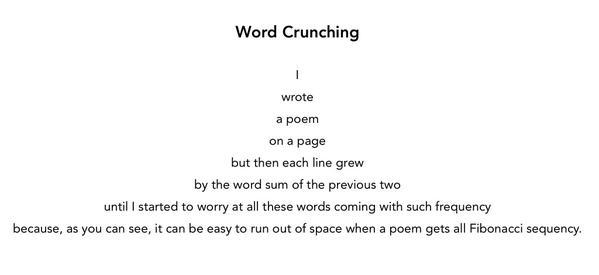 Word Crunching
I
wrote
a poem
on a page
but then each line grew
by the word sum of the previous two
until I started to worry at all these words coming with such frequency
because, as you can see, it can be easy to run out of space when a poem gets all Fibonacci sequency.